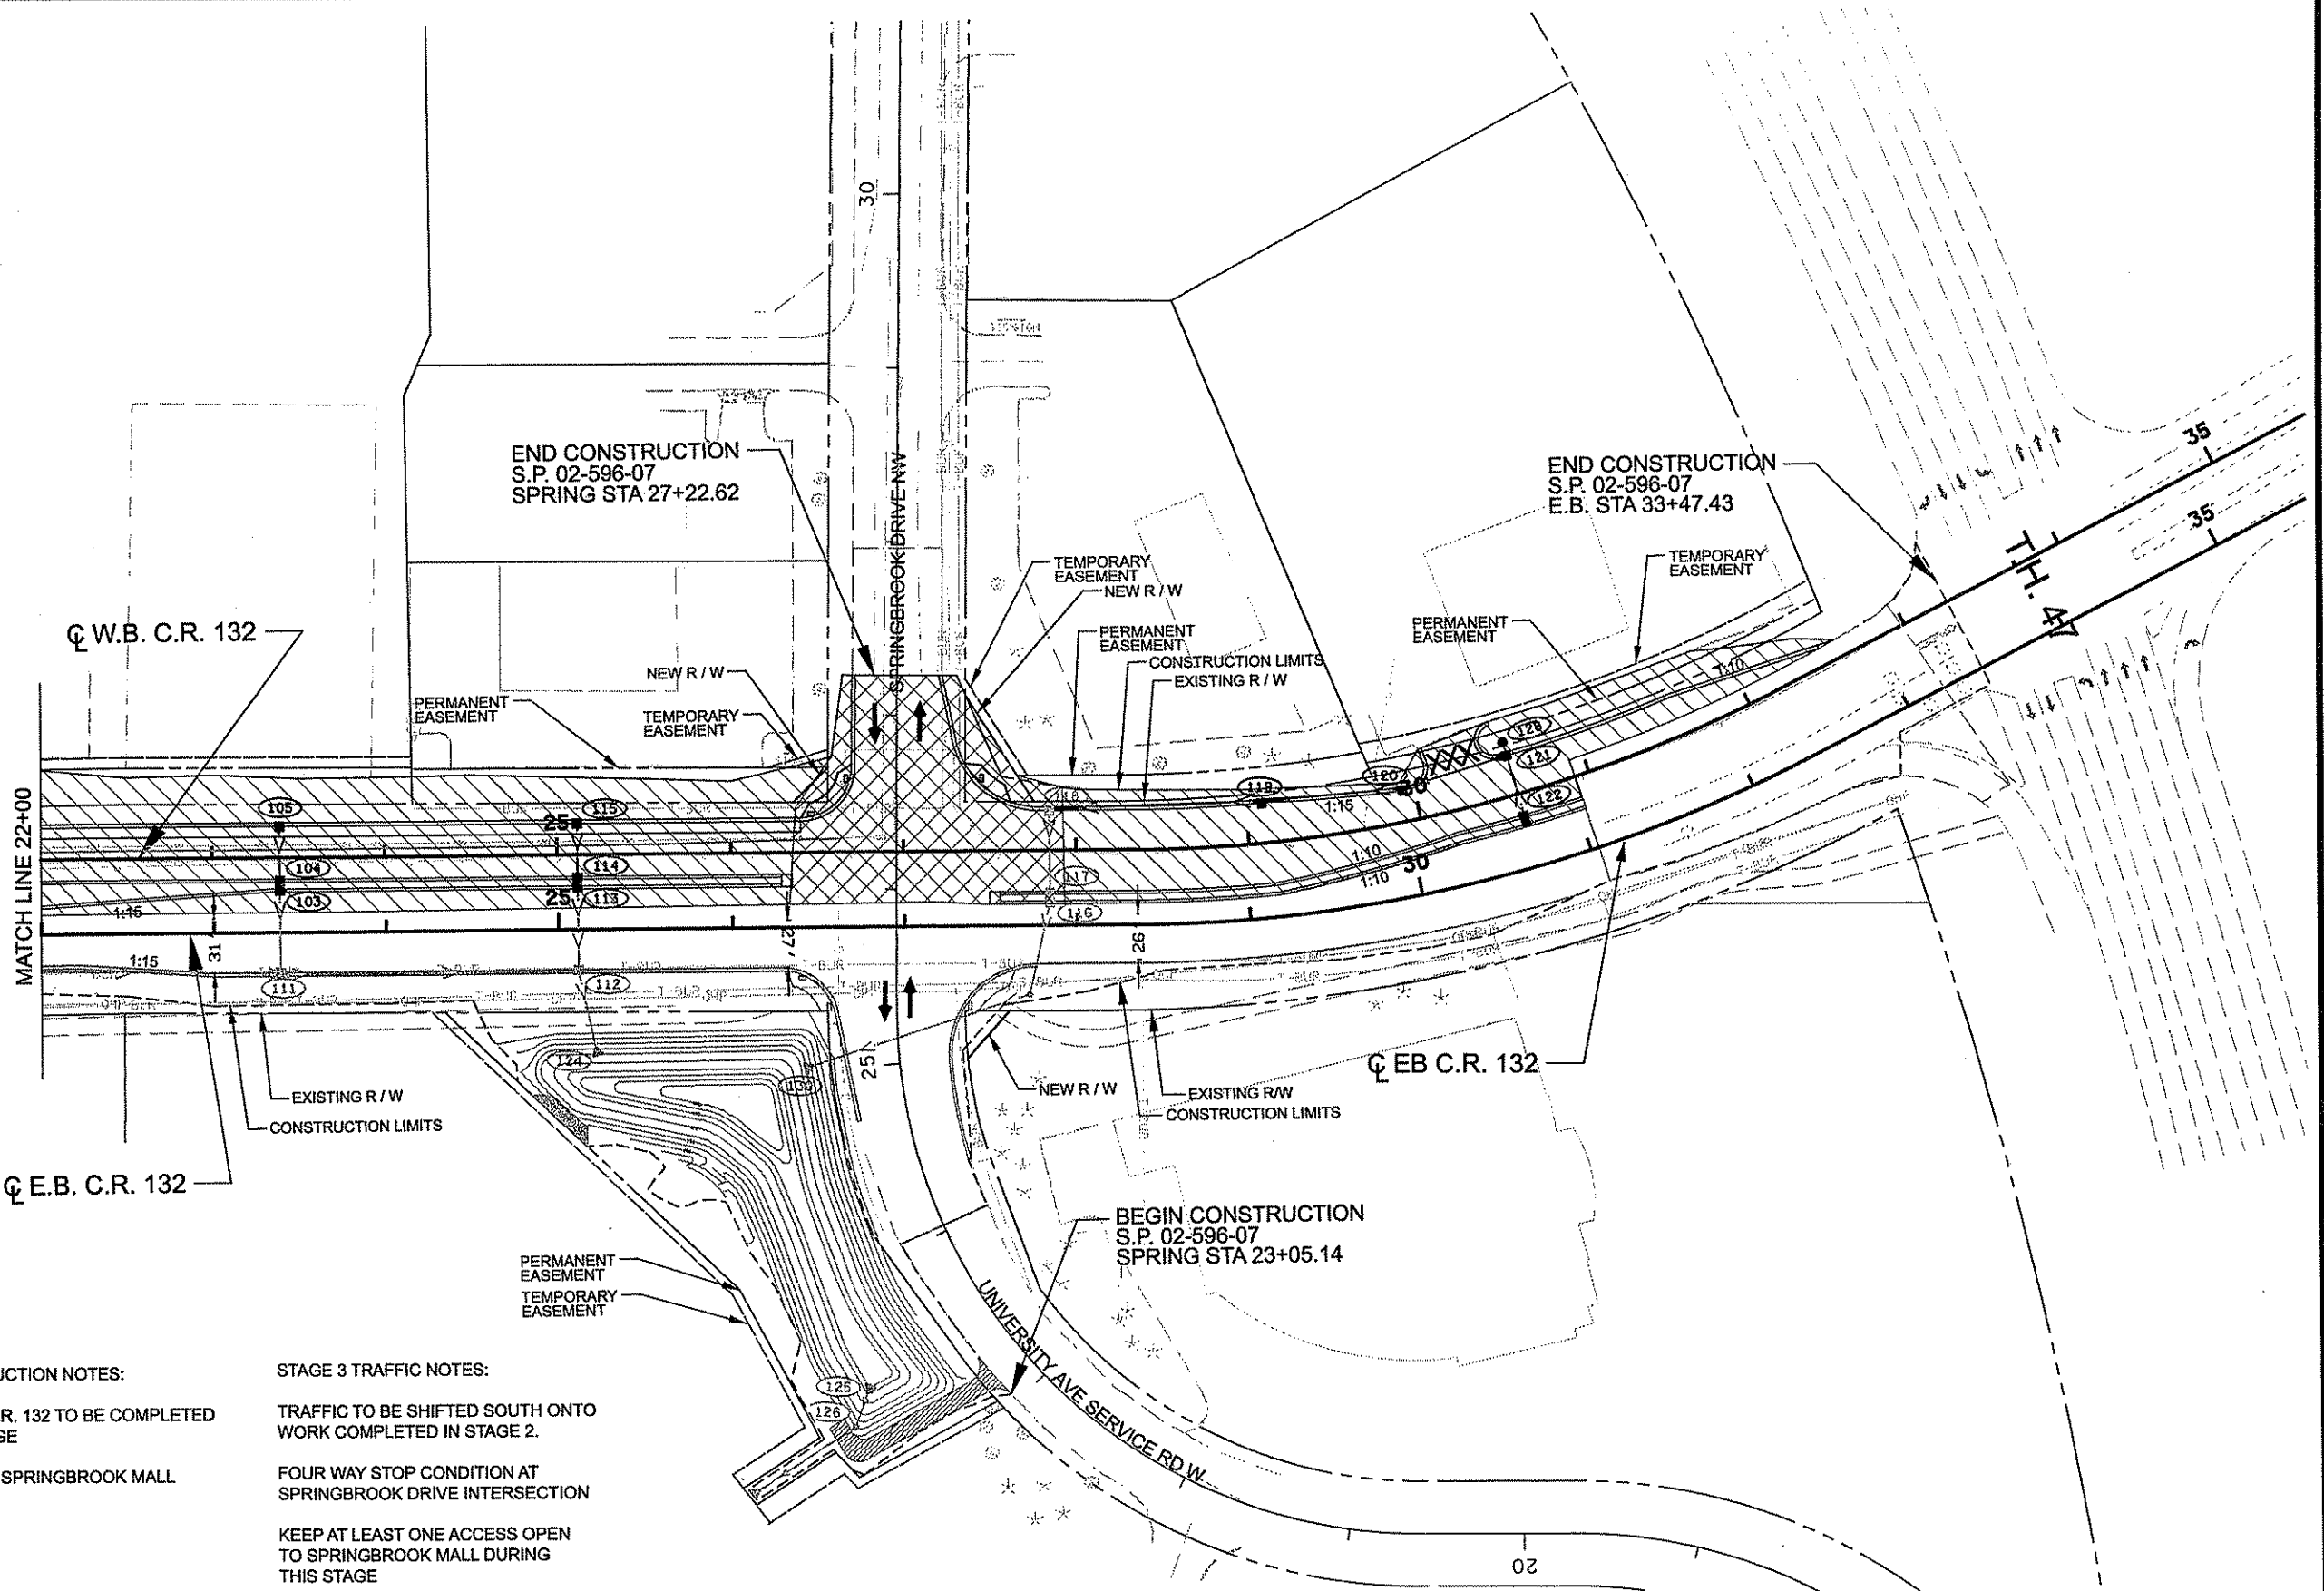 30
END CONSTRUCTION
S.P. 02-596-07
SPRING STA 27+22.62
SPRINGBROOK DRIVE NW
END CONSTRUCTION
S.P. 02-596-07
E.B. STA 33+47.43
35
35
T.H. 47
TEMPORARY
EASEMENT
NEW R / W
TEMPORARY
EASEMENT
PERMANENT
EASEMENT
PERMANENT
EASEMENT
CONSTRUCTION LIMITS
EXISTING R / W
℄ W.B. C.R. 132
NEW R / W
PERMANENT
EASEMENT
TEMPORARY
EASEMENT
MATCH LINE 22+00
105
25
115
118
119
120
30
128
121
122
1:10
1:15
104
114
117
1:10
30
1:10
103
25
113
116
1:15
31
27
26
1:15
111
112
124
130
25
NEW R / W
EXISTING R/W
CONSTRUCTION LIMITS
℄ EB C.R. 132
EXISTING R / W
CONSTRUCTION LIMITS
℄ E.B. C.R. 132
BEGIN CONSTRUCTION
S.P. 02-596-07
SPRING STA 23+05.14
PERMANENT
EASEMENT
TEMPORARY
EASEMENT
UNIVERSITY AVE SERVICE RD W
125
126
20
UCTION NOTES:
R. 132 TO BE COMPLETED
GE
SPRINGBROOK MALL
STAGE 3 TRAFFIC NOTES:
TRAFFIC TO BE SHIFTED SOUTH ONTO
WORK COMPLETED IN STAGE 2.
FOUR WAY STOP CONDITION AT
SPRINGBROOK DRIVE INTERSECTION
KEEP AT LEAST ONE ACCESS OPEN
TO SPRINGBROOK MALL DURING
THIS STAGE